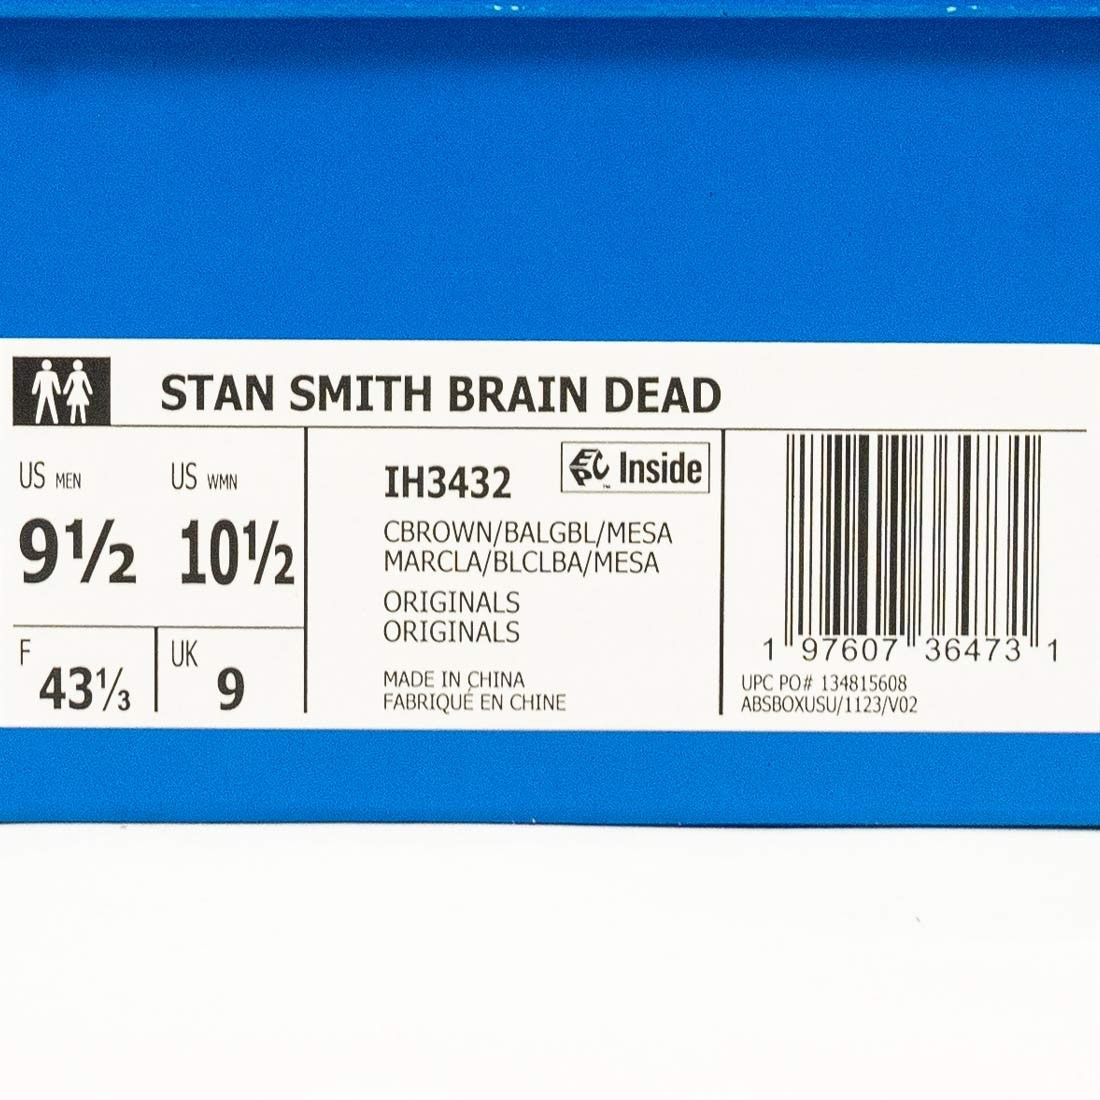 STAN SMITH BRAIN DEAD
US MEN
9½
US WMN
10½
F
43⅓
UK
9
IH3432
EPC Inside
CBROWN/BALGBL/MESA
MARCLA/BLCLBA/MESA
ORIGINALS
ORIGINALS
MADE IN CHINA
FABRIQUÉ EN CHINE
1 97607 36473 1
UPC PO# 134815608
ABSBOXUSU/1123/V02